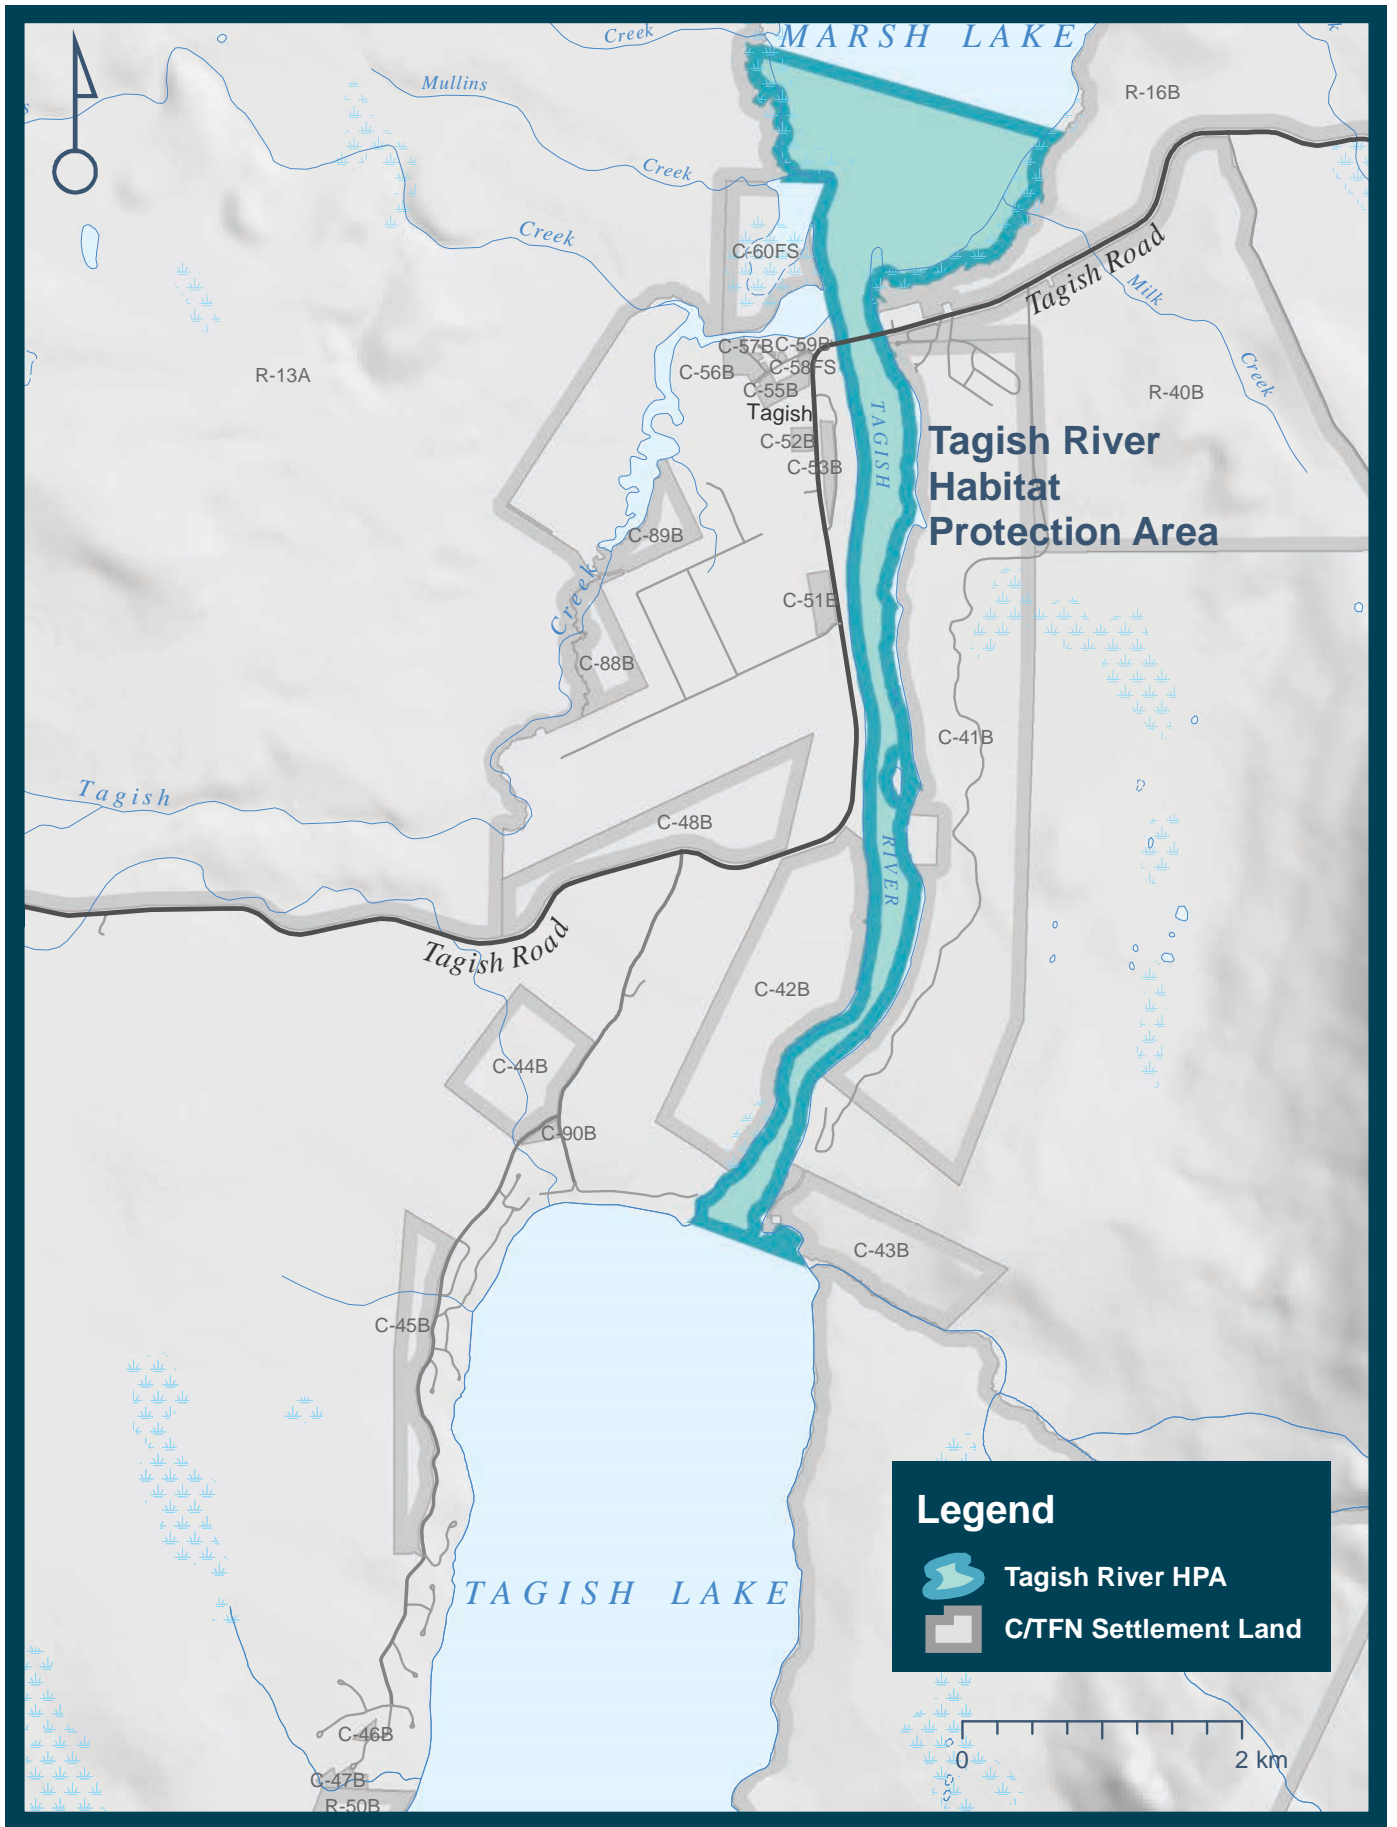 MARSH LAKE
Creek
Mullins
R-16B
Creek
Creek
C-60FS
Tagish Road
Milk
Creek
C-57B
C-59B
C-56B
C-58FS
R-13A
C-55B
R-40B
Tagish
C-52B
C-53B
TAGISH
Tagish River
Habitat
Protection Area
C-89B
Creek
C-51B
C-88B
C-41B
Tagish
C-48B
RIVER
Tagish Road
C-42B
C-44B
C-90B
C-43B
C-45B
Legend
Tagish River HPA
C/TFN Settlement Land
TAGISH LAKE
C-46B
0
2 km
C-47B
R-50B